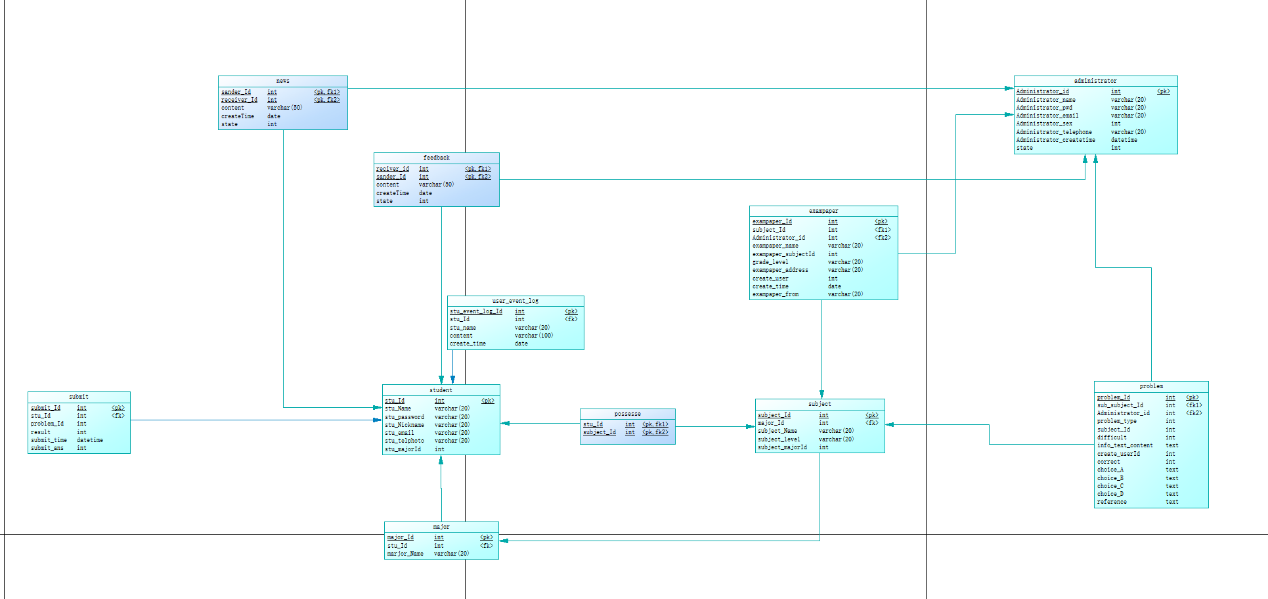 news
sander_Id int <pk,fk1>
receiver_Id int <pk,fk2>
content varchar(50)
createTime date
state int
administrator
Administrator_id int <pk>
Administrator_name varchar(20)
Administrator_pwd varchar(20)
Administrator_email varchar(20)
Administrator_sex int
Administrator_telephone varchar(20)
Administrator_createtime datetime
state int
feedback
reciver_id int <pk,fk1>
sander_Id int <pk,fk2>
content varchar(50)
createTime date
state int
exampaper
exampaper_Id int <pk>
subject_Id int <fk1>
Administrator_id int <fk2>
exampaper_name varchar(20)
exampaper_subjectId int
grade_level varchar(20)
exampaper_address varchar(20)
create_user int
create_time date
exampaper_from varchar(20)
user_event_log
stu_event_log_Id int <pk>
stu_Id int <fk>
stu_name varchar(20)
content varchar(100)
create_time date
submit
submit_Id int <pk>
stu_Id int <fk>
problem_Id int
result int
submit_time datetime
submit_ans int
student
stu_Id int <pk>
stu_Name varchar(20)
stu_password varchar(20)
stu_Nickname varchar(20)
stu_email varchar(20)
stu_telphoto varchar(20)
stu_majorId int
possesse
stu_Id int <pk,fk1>
subject_Id int <pk,fk2>
subject
subject_Id int <pk>
major_Id int <fk>
subject_Name varchar(20)
subject_level varchar(20)
subject_majorId int
problem
problem_Id int <pk>
sub_subject_Id int <fk1>
Administrator_id int <fk2>
problem_type int
subject_Id int
difficult int
info_text_content text
create_userId int
correct int
choice_A text
choice_B text
choice_C text
choice_D text
reference text
major
major_Id int <pk>
stu_Id int <fk>
marjor_Name varchar(20)